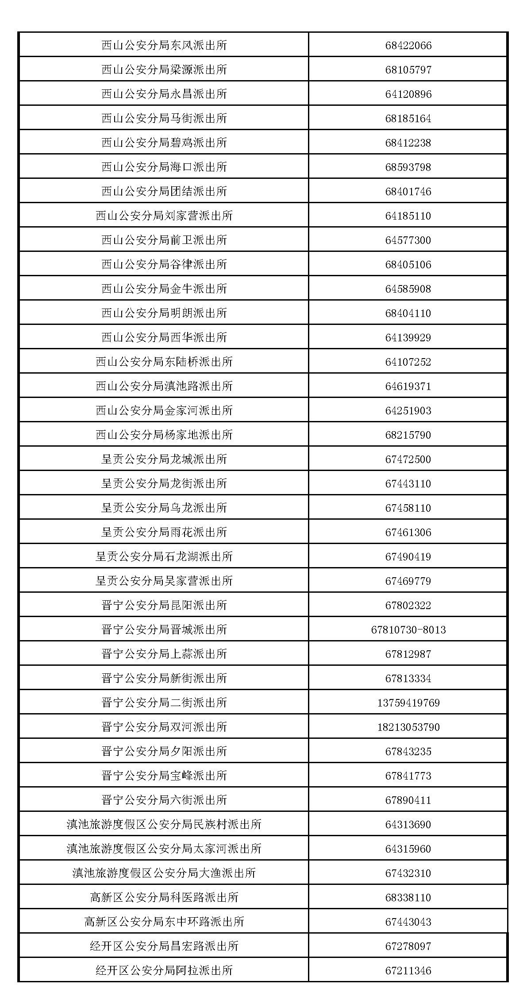 西山公安分局东风派出所 68422066
西山公安分局梁源派出所 68105797
西山公安分局永昌派出所 64120896
西山公安分局马街派出所 68185164
西山公安分局碧鸡派出所 68412238
西山公安分局海口派出所 68593798
西山公安分局团结派出所 68401746
西山公安分局刘家营派出所 64185110
西山公安分局前卫派出所 64577300
西山公安分局谷律派出所 68405106
西山公安分局金牛派出所 64585908
西山公安分局明朗派出所 68404110
西山公安分局西华派出所 64139929
西山公安分局东陆桥派出所 64107252
西山公安分局滇池路派出所 64619371
西山公安分局金家河派出所 64251903
西山公安分局杨家地派出所 68215790
呈贡公安分局龙城派出所 67472500
呈贡公安分局龙街派出所 67443110
呈贡公安分局乌龙派出所 67458110
呈贡公安分局雨花派出所 67461306
呈贡公安分局石龙湖派出所 67490419
呈贡公安分局吴家营派出所 67469779
晋宁公安分局昆阳派出所 67802322
晋宁公安分局晋城派出所 67810730-8013
晋宁公安分局上蒜派出所 67812987
晋宁公安分局新街派出所 67813334
晋宁公安分局二街派出所 13759419769
晋宁公安分局双河派出所 18213053790
晋宁公安分局夕阳派出所 67843235
晋宁公安分局宝峰派出所 67841773
晋宁公安分局六街派出所 67890411
滇池旅游度假区公安分局民族村派出所 64313690
滇池旅游度假区公安分局太家河派出所 64315960
滇池旅游度假区公安分局大渔派出所 67432310
高新区公安分局科医路派出所 68338110
高新区公安分局东中环路派出所 67443043
经开区公安分局昌宏路派出所 67278097
经开区公安分局阿拉派出所 67211346